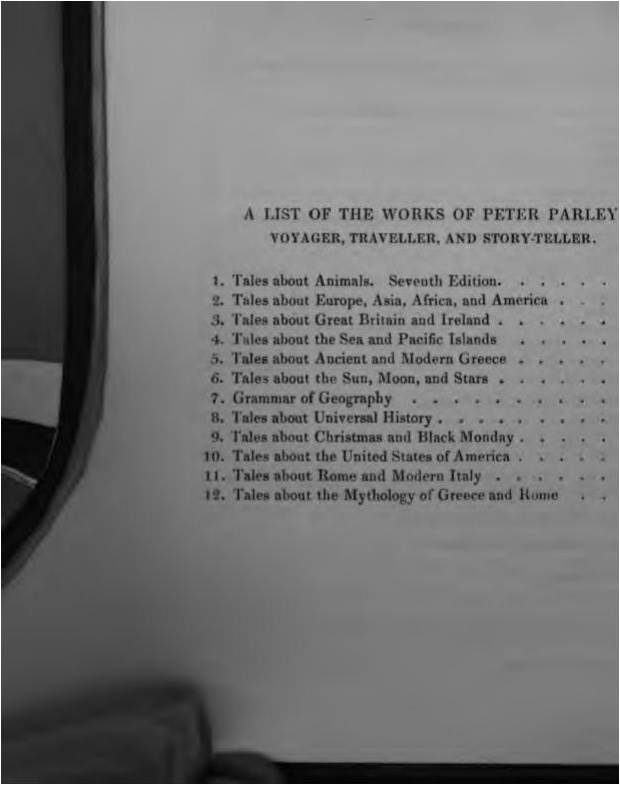 A LIST OF THE WORKS OF PETER PARLEY
VOYAGER, TRAVELLER, AND STORY-TELLER.
1. Tales about Animals. Seventh Edition. . . . . .
2. Tales about Europe, Asia, Africa, and America . . .
3. Tales about Great Britain and Ireland . . . . . .
4. Tales about the Sea and Pacific Islands . . . . .
5. Tales about Ancient and Modern Greece . . . . .
6. Tales about the Sun, Moon, and Stars . . . . . .
7. Grammar of Geography . . . . . . . . . .
8. Tales about Universal History . . . . . . . . .
9. Tales about Christmas and Black Monday . . . . .
10. Tales about the United States of America . . . . .
11. Tales about Rome and Modern Italy . . . . . .
12. Tales about the Mythology of Greece and Rome . .